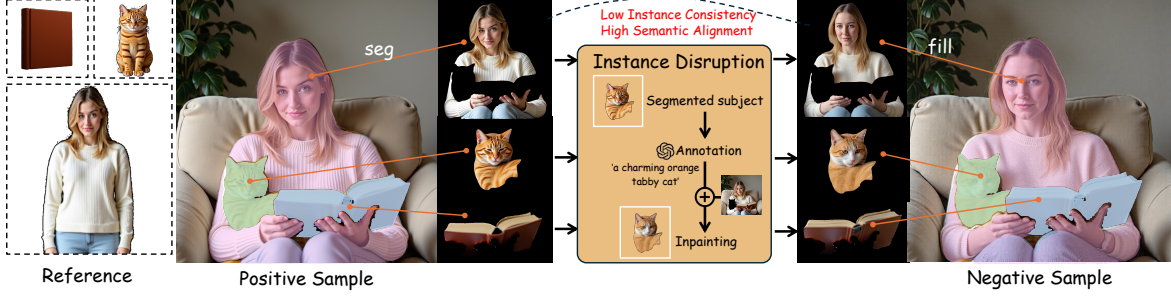 Low Instance Consistency
High Semantic Alignment
seg
fill
Instance Disruption
Segmented subject
Annotation
'a charming orange
tabby cat'
Inpainting
Reference
Positive Sample
Negative Sample